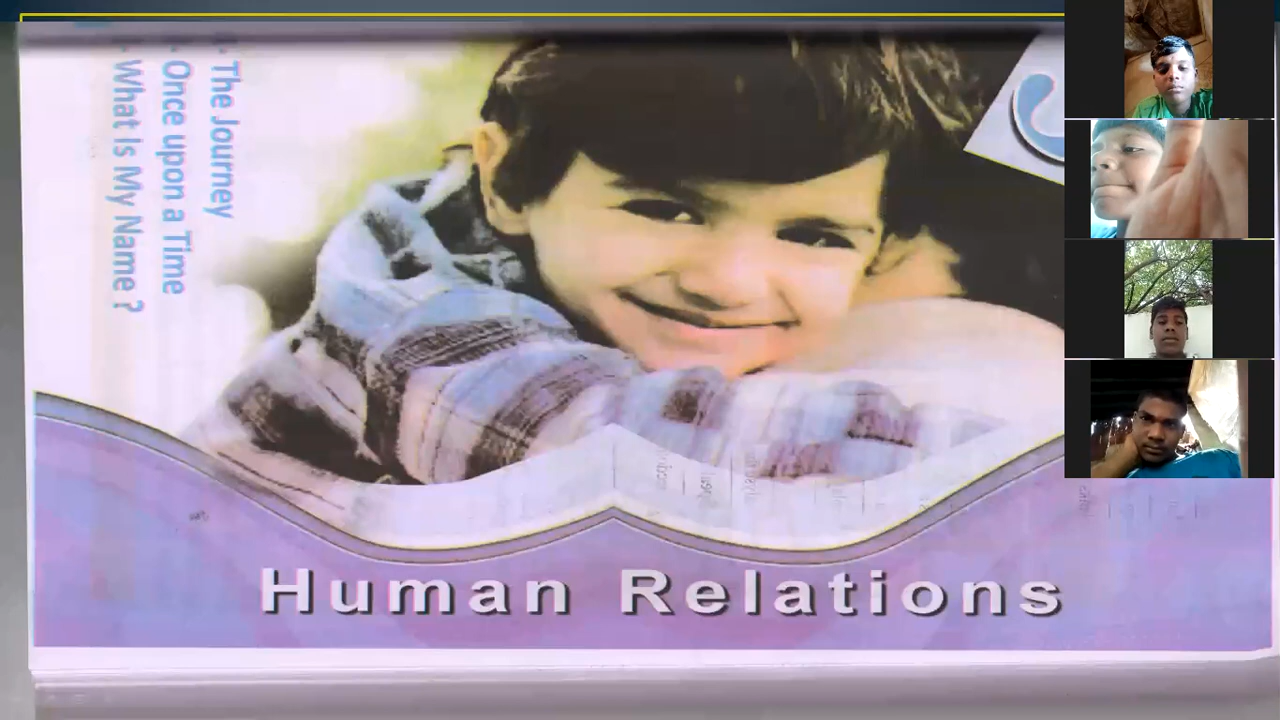 - The Journey
- Once upon a Time
- What Is My Name ?
Human Relations